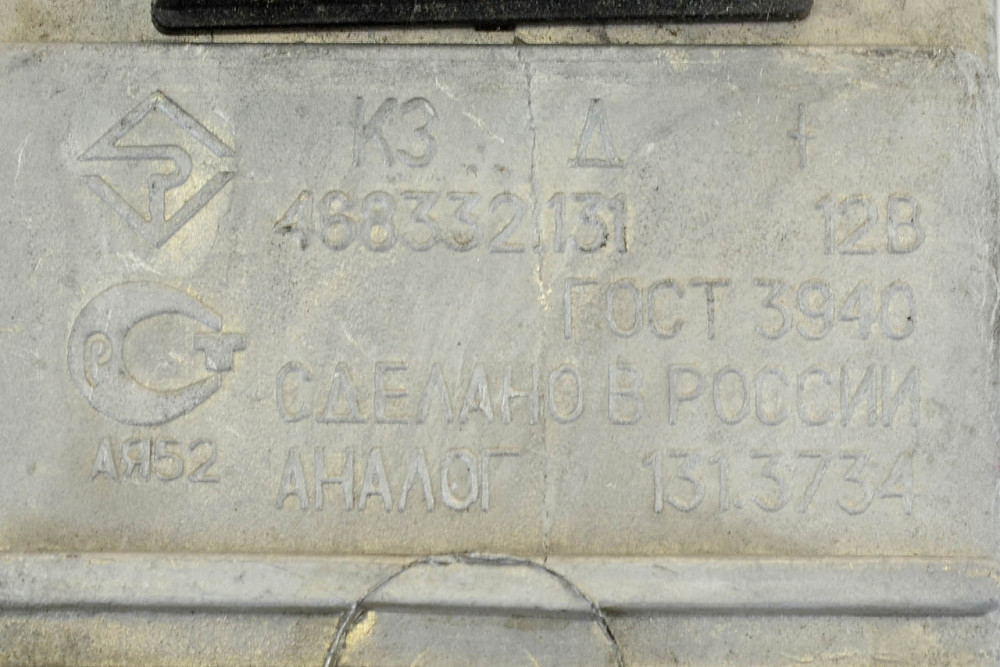 КЗ Д +
468332.131 12В
ГОСТ 3940
СДЕЛАНО В РОССИИ
АНАЛОГ 131.3734
Р Т
АЯ52